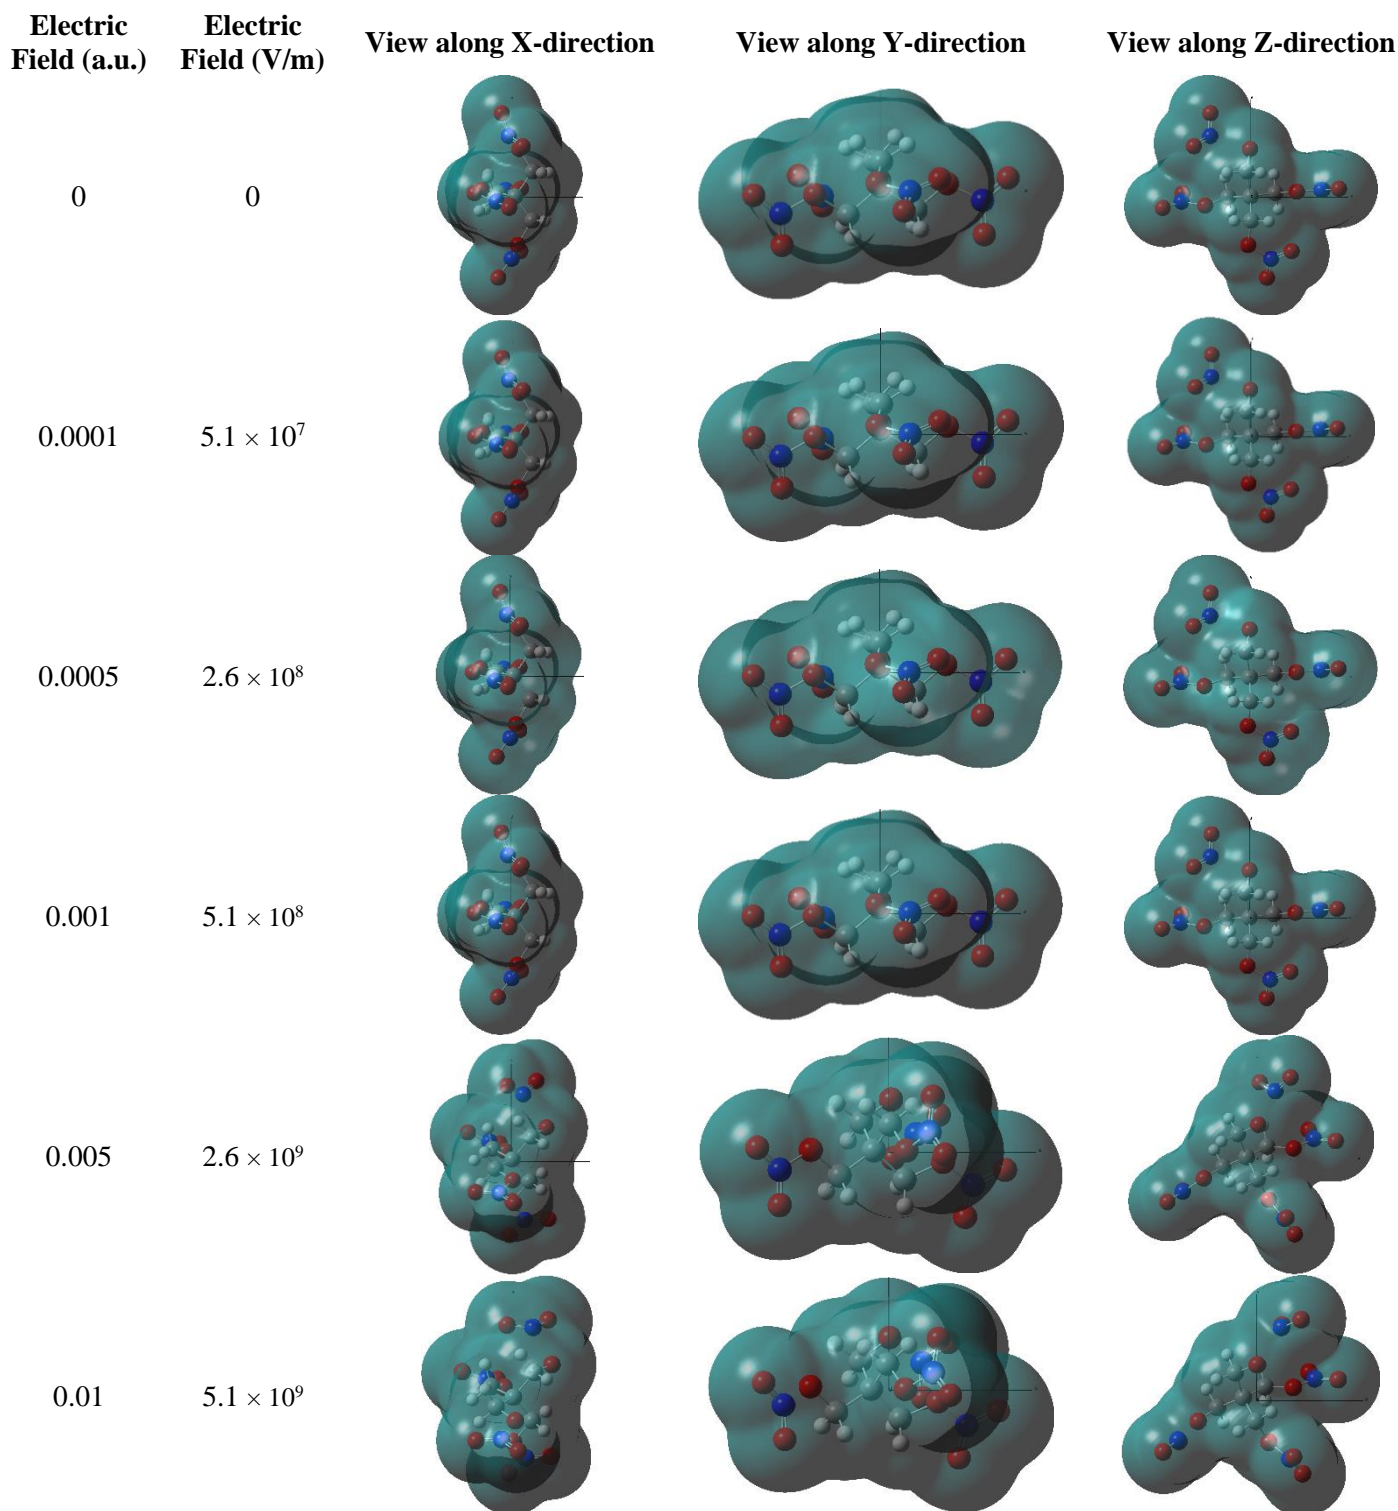 Electric Field (a.u.) Electric Field (V/m) View along X-direction View along Y-direction View along Z-direction
0 0
0.0001 5.1 × 10⁷
0.0005 2.6 × 10⁸
0.001 5.1 × 10⁸
0.005 2.6 × 10⁹
0.01 5.1 × 10⁹